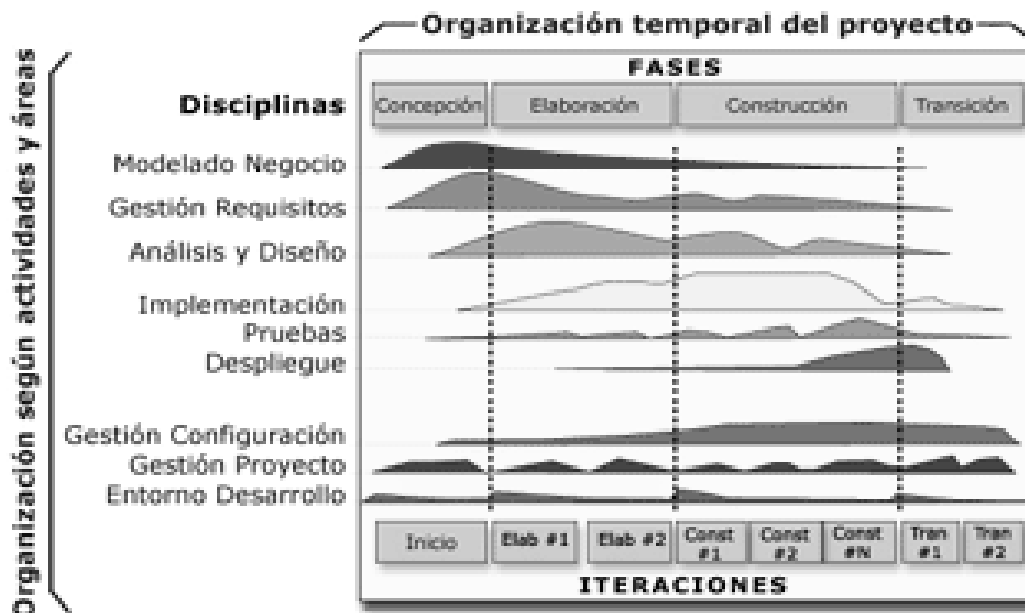 Organización temporal del proyecto
Organización según actividades y áreas
FASES
Disciplinas
Concepción
Elaboración
Construcción
Transición
Modelado Negocio
Gestión Requisitos
Análisis y Diseño
Implementación
Pruebas
Despliegue
Gestión Configuración
Gestión Proyecto
Entorno Desarrollo
Inicio
Elab #1
Elab #2
Const
#1
Const
#2
Const
#N
Tran
#1
Tran
#2
ITERACIONES